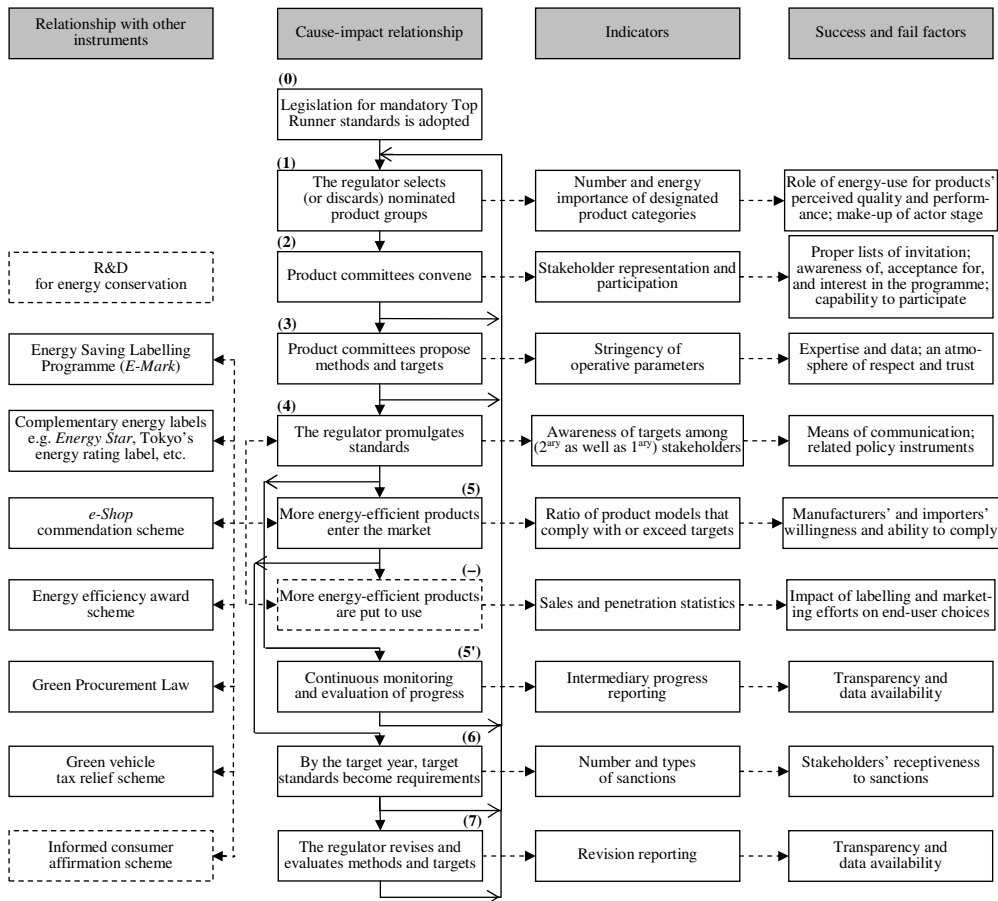 Relationship with other
instruments
Cause-impact relationship
Indicators
Success and fail factors
(0)
Legislation for mandatory Top
Runner standards is adopted
(1)
The regulator selects
(or discards) nominated
product groups
Number and energy
importance of designated
product categories
Role of energy-use for products'
perceived quality and perform-
ance; make-up of actor stage
R&D
for energy conservation
(2)
Product committees convene
Stakeholder representation and
participation
Proper lists of invitation;
awareness of, acceptance for,
and interest in the programme;
capability to participate
Energy Saving Labelling
Programme (E-Mark)
(3)
Product committees propose
methods and targets
Stringency of
operative parameters
Expertise and data; an atmo-
sphere of respect and trust
Complementary energy labels
e.g. Energy Star, Tokyo's
energy rating label, etc.
(4)
The regulator promulgates
standards
Awareness of targets among
(2ary as well as 1ary) stakeholders
Means of communication;
related policy instruments
e-Shop
commendation scheme
(5)
More energy-efficient products
enter the market
Ratio of product models that
comply with or exceed targets
Manufacturers' and importers'
willingness and ability to comply
Energy efficiency award
scheme
(–)
More energy-efficient products
are put to use
Sales and penetration statistics
Impact of labelling and market-
ing efforts on end-user choices
Green Procurement Law
(5')
Continuous monitoring
and evaluation of progress
Intermediary progress
reporting
Transparency and
data availability
Green vehicle
tax relief scheme
(6)
By the target year, target
standards become requirements
Number and types
of sanctions
Stakeholders' receptiveness
to sanctions
Informed consumer
affirmation scheme
(7)
The regulator revises and
evaluates methods and targets
Revision reporting
Transparency and
data availability